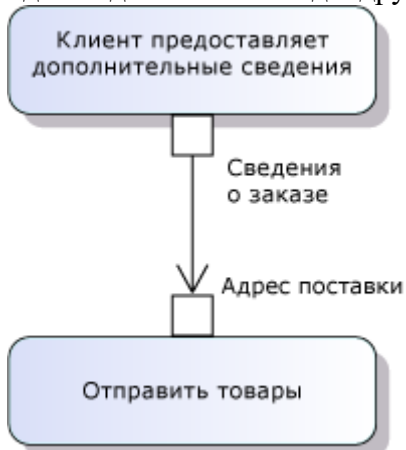 Клиент предоставляет
дополнительные сведения
Сведения
о заказе
Адрес поставки
Отправить товары